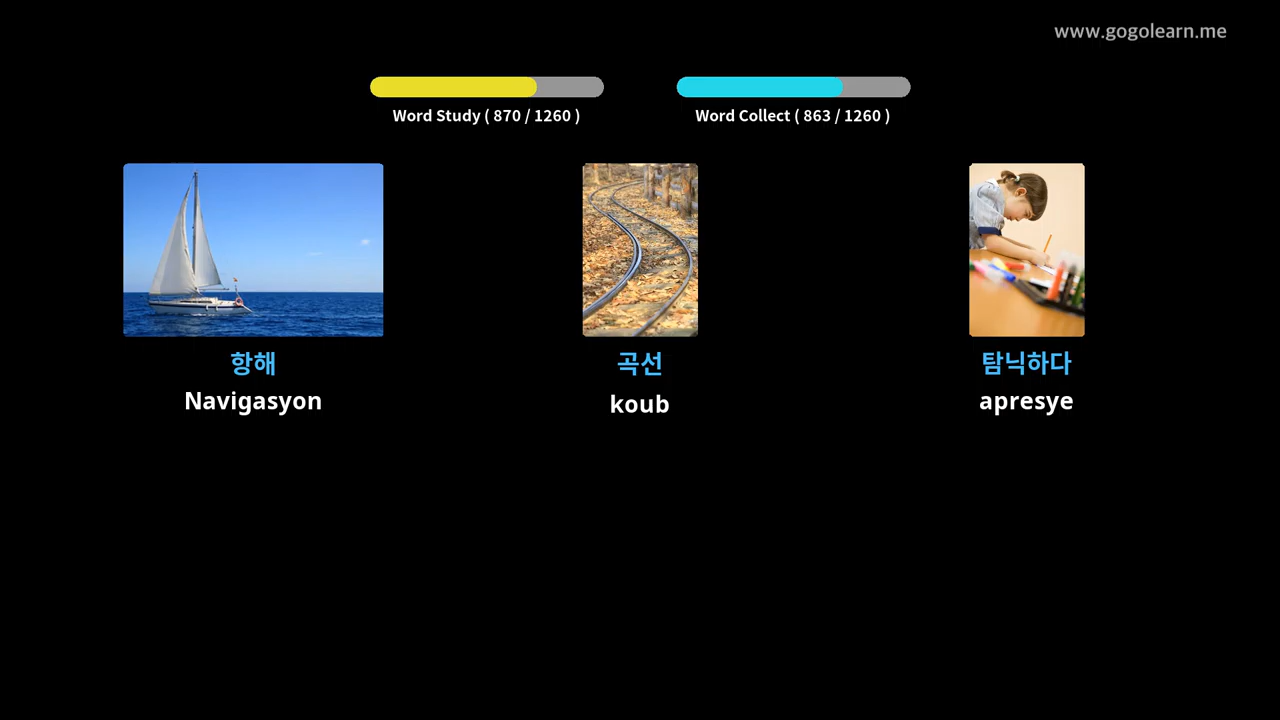 www.gogolearn.me
Word Study ( 870 / 1260 )
Word Collect ( 863 / 1260 )
항해
Navigasyon
곡선
koub
탐닉하다
apresye